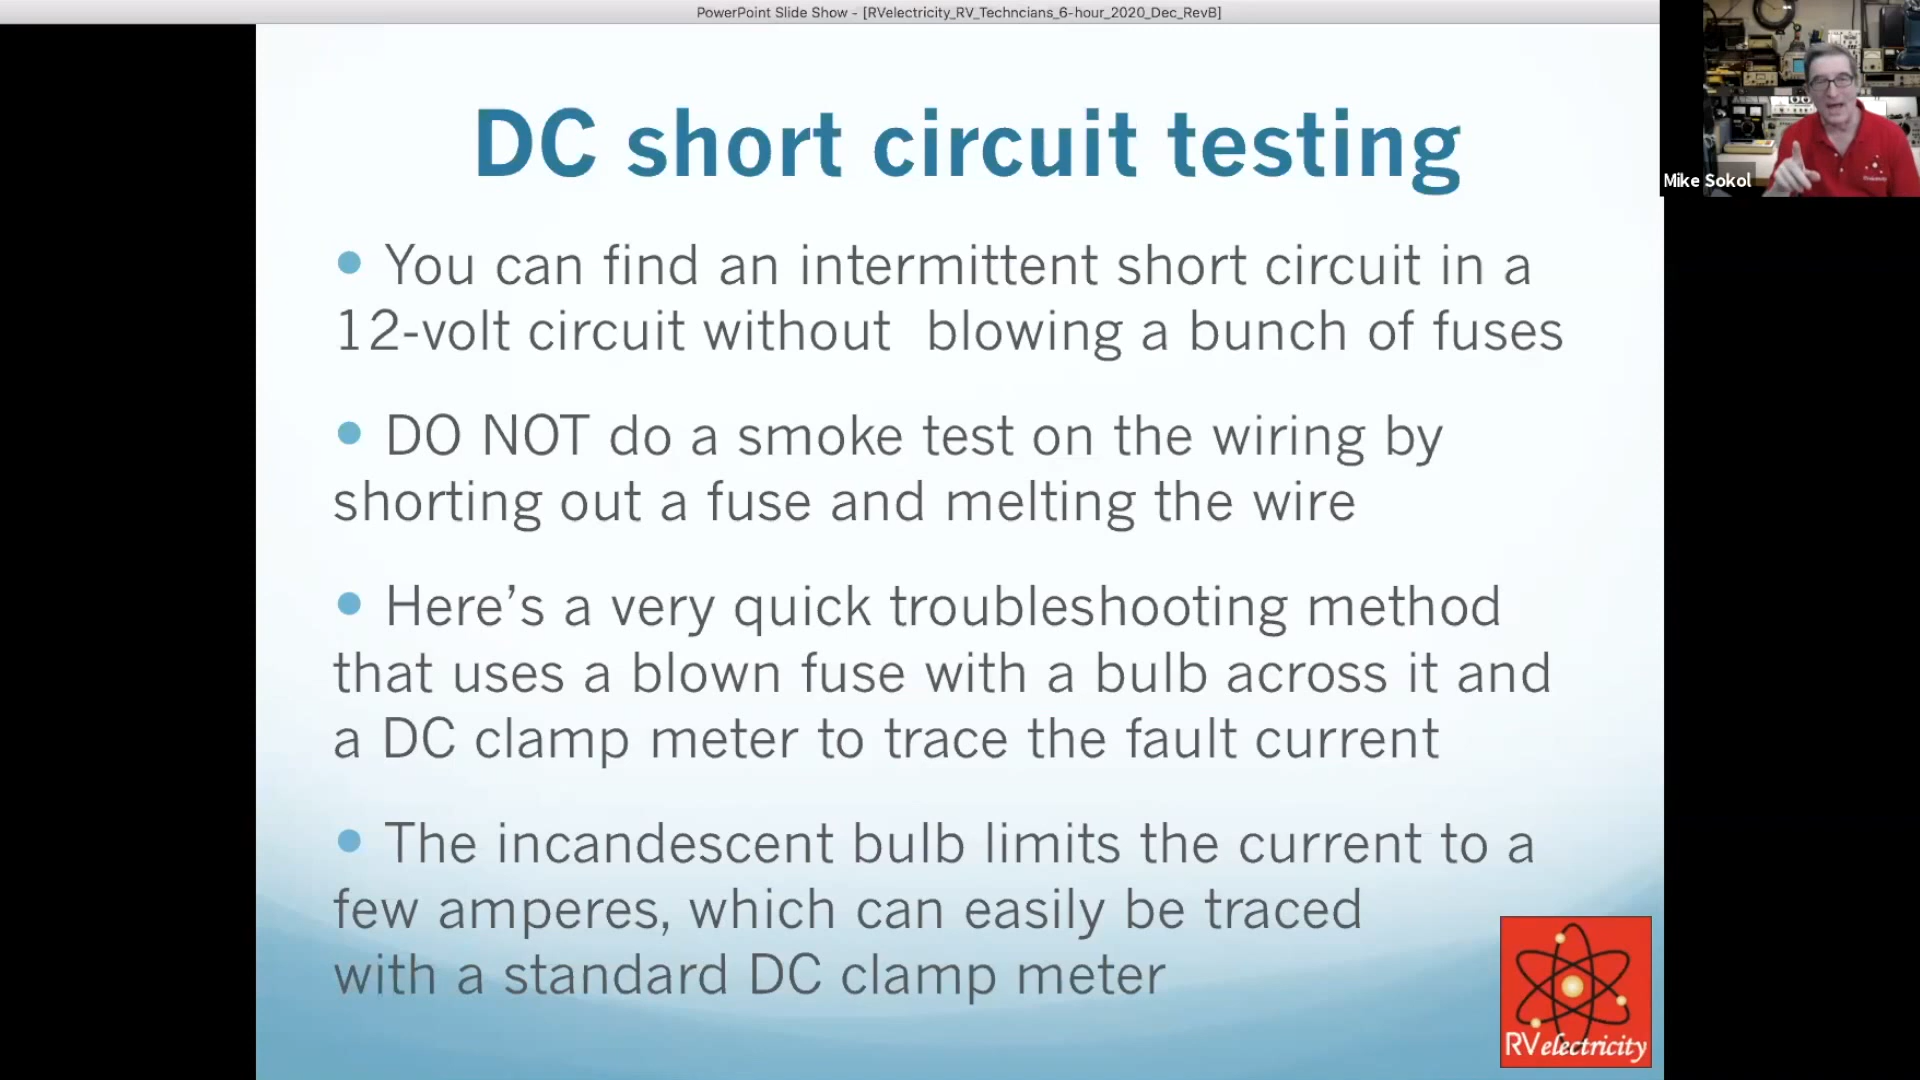 PowerPoint Slide Show - [RVelectricity_RV_Techncians_6-hour_2020_Dec_RevB]
Mike Sokol
DC short circuit testing
• You can find an intermittent short circuit in a
12-volt circuit without  blowing a bunch of fuses
• DO NOT do a smoke test on the wiring by
shorting out a fuse and melting the wire
• Here’s a very quick troubleshooting method
that uses a blown fuse with a bulb across it and
a DC clamp meter to trace the fault current
• The incandescent bulb limits the current to a
few amperes, which can easily be traced
with a standard DC clamp meter
RVelectricity